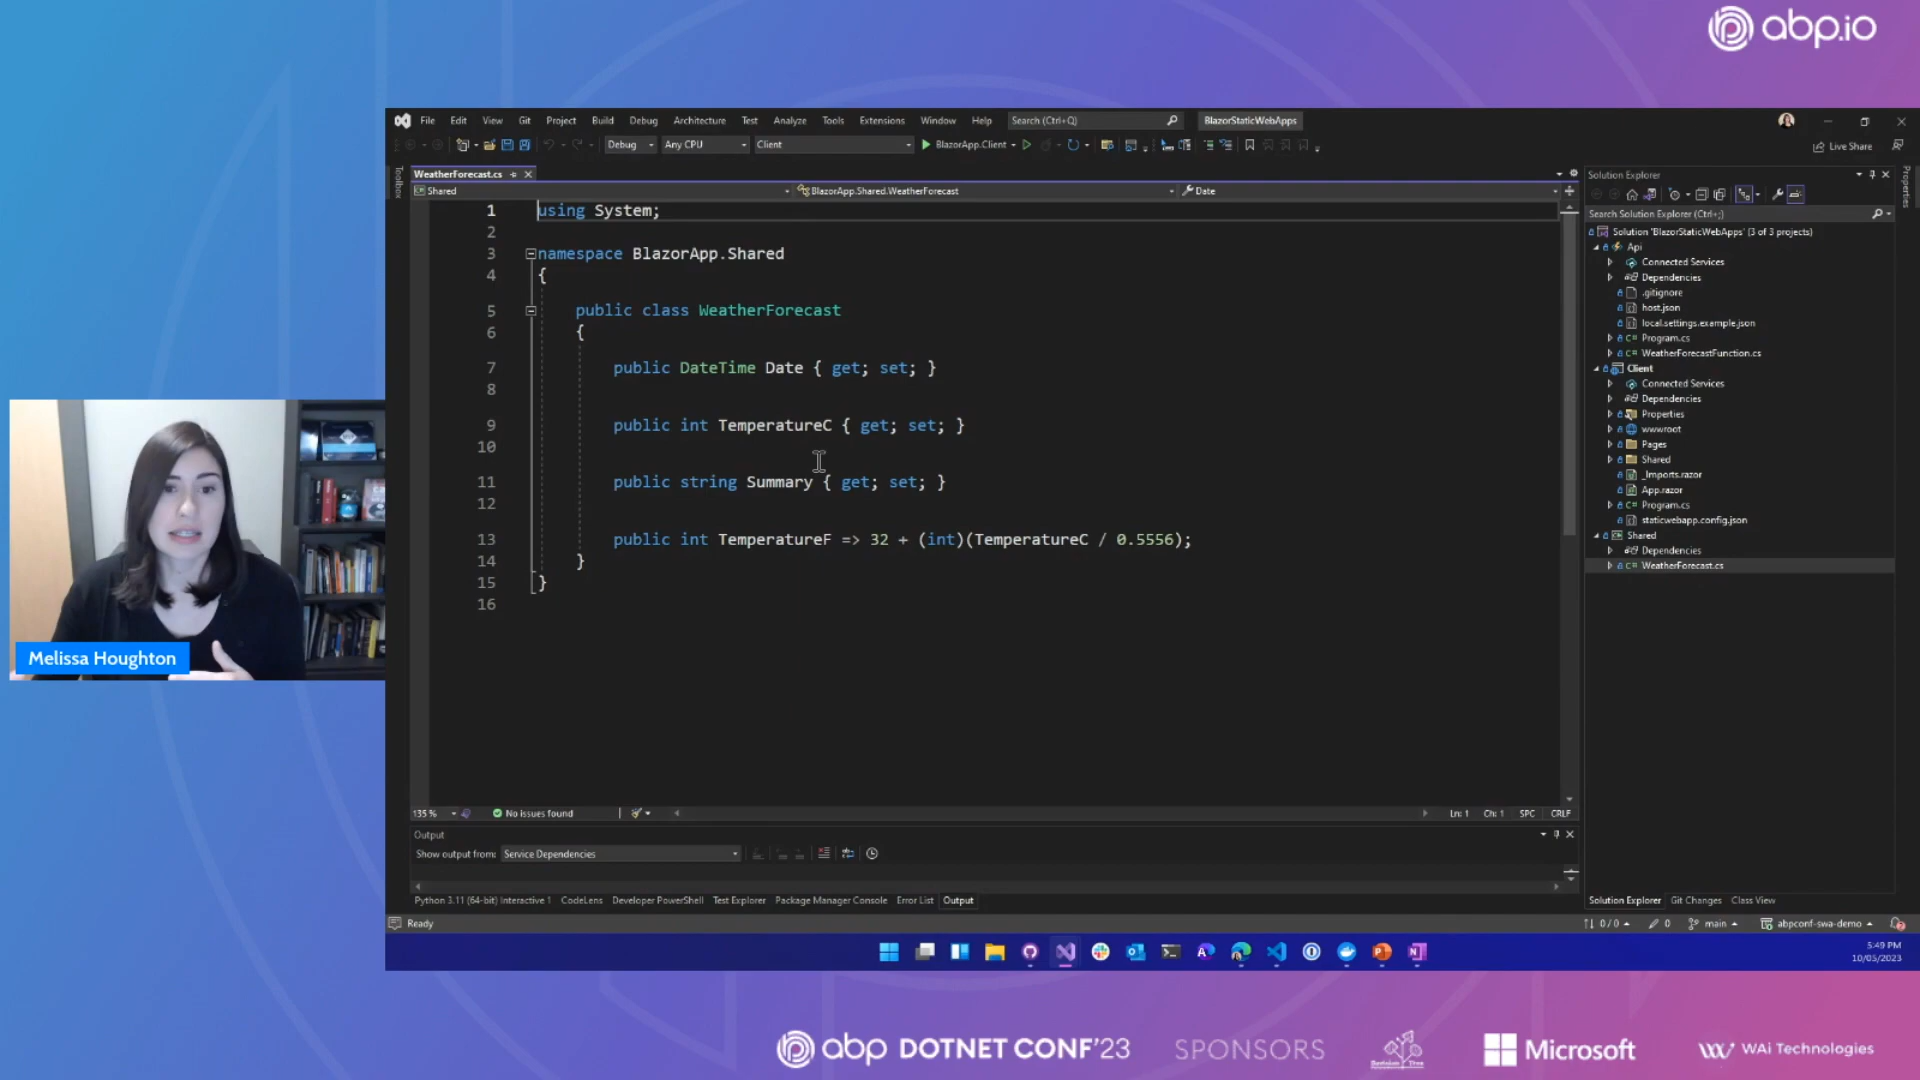 abp.io
File Edit View Git Project Build Debug Architecture Test Analyze Tools Extensions Window Help Search (Ctrl+Q) BlazorStaticWebApps
Debug Any CPU Client BlazorApp.Client Live Share
Toolbox
WeatherForecast.cs
Shared BlazorApp.Shared.WeatherForecast Date
1 using System;
2
3 namespace BlazorApp.Shared
4 {
5 public class WeatherForecast
6 {
7 public DateTime Date { get; set; }
8
9 public int TemperatureC { get; set; }
10
11 public string Summary { get; set; }
12
13 public int TemperatureF => 32 + (int)(TemperatureC / 0.5556);
14 }
15 }
16
135 % No issues found Ln: 1 Ch: 1 SPC CRLF
Output
Show output from: Service Dependencies
Python 3.11 (64-bit) Interactive 1 CodeLens Developer PowerShell Test Explorer Package Manager Console Error List Output
Ready
Solution Explorer
Properties
Search Solution Explorer (Ctrl+;)
Solution 'BlazorStaticWebApps' (3 of 3 projects)
Api
Connected Services
Dependencies
.gitignore
host.json
local.settings.example.json
C# Program.cs
C# WeatherForecastFunction.cs
Client
Connected Services
Dependencies
Properties
wwwroot
Pages
Shared
_Imports.razor
App.razor
C# Program.cs
staticwebapp.config.json
Shared
Dependencies
C# WeatherForecast.cs
Solution Explorer Git Changes Class View
0 / 0 0 main abpconf-swa-demo
5:49 PM
10/05/2023
Melissa Houghton
abp DOTNET CONF'23 SPONSORS Microsoft WAi Technologies